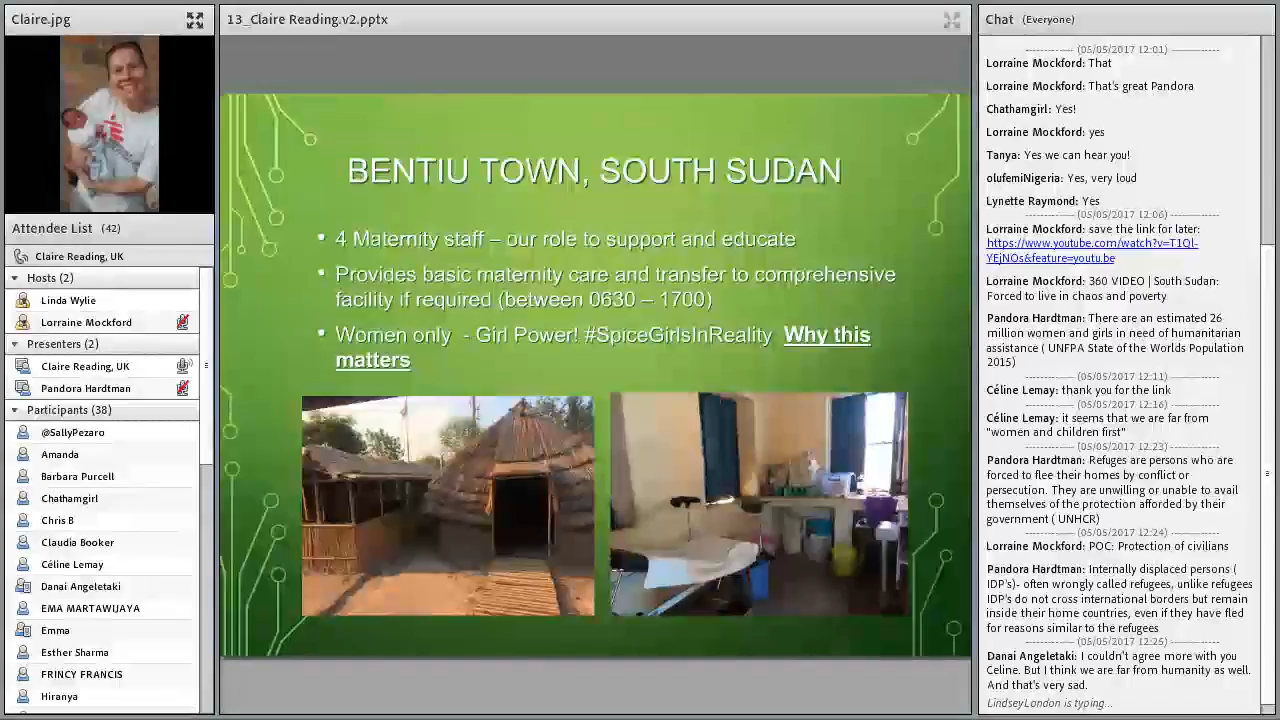 Claire.jpg
Attendee List (42)
Claire Reading, UK
Hosts (2)
Linda Wylie
Lorraine Mockford
Presenters (2)
Claire Reading, UK
Pandora Hardtman
Participants (38)
@SallyPezaro
Amanda
Barbara Purcell
Chathamgirl
Chris B
Claudia Booker
Céline Lemay
Danai Angeletaki
EMA MARTAWIJAYA
Emma
Esther Sharma
FRINCY FRANCIS
Hiranya
13_Claire Reading.v2.pptx
BENTIU TOWN, SOUTH SUDAN
• 4 Maternity staff – our role to support and educate
• Provides basic maternity care and transfer to comprehensive
facility if required (between 0630 – 1700)
• Women only - Girl Power! #SpiceGirlsInReality Why this
matters
Chat (Everyone)
---------------- (05/05/2017 12:01) ----------------
Lorraine Mockford: That
Lorraine Mockford: That's great Pandora
Chathamgirl: Yes!
Lorraine Mockford: yes
Tanya: Yes we can hear you!
olufemiNigeria: Yes, very loud
Lynette Raymond: Yes
---------------- (05/05/2017 12:06) ----------------
Lorraine Mockford: save the link for later:
https://www.youtube.com/watch?v=T1QI-
YEjNOs&feature=youtu.be
Lorraine Mockford: 360 VIDEO | South Sudan:
Forced to live in chaos and poverty
Pandora Hardtman: There are an estimated 26
million women and girls in need of humanitarian
assistance ( UNFPA State of the Worlds Population
2015)
---------------- (05/05/2017 12:11) ----------------
Céline Lemay: thank you for the link
---------------- (05/05/2017 12:16) ----------------
Céline Lemay: it seems that we are far from
"women and children first"
---------------- (05/05/2017 12:23) ----------------
Pandora Hardtman: Refuges are persons who are
forced to flee their homes by conflict or
persecution. They are unwilling or unable to avail
themselves of the protection afforded by their
government ( UNHCR)
---------------- (05/05/2017 12:24) ----------------
Lorraine Mockford: POC: Protection of civilians
Pandora Hardtman: Internally displaced persons (
IDP's)- often wrongly called refugees, unlike refugees
IDP's do not cross international borders but remain
inside their home countries, even if they have fled
for reasons similar to the refugees
---------------- (05/05/2017 12:25) ----------------
Danai Angeletaki: I couldn't agree more with you
Celine. But I think we are far from humanity as well.
And that's very sad.
LindseyLondon is typing...